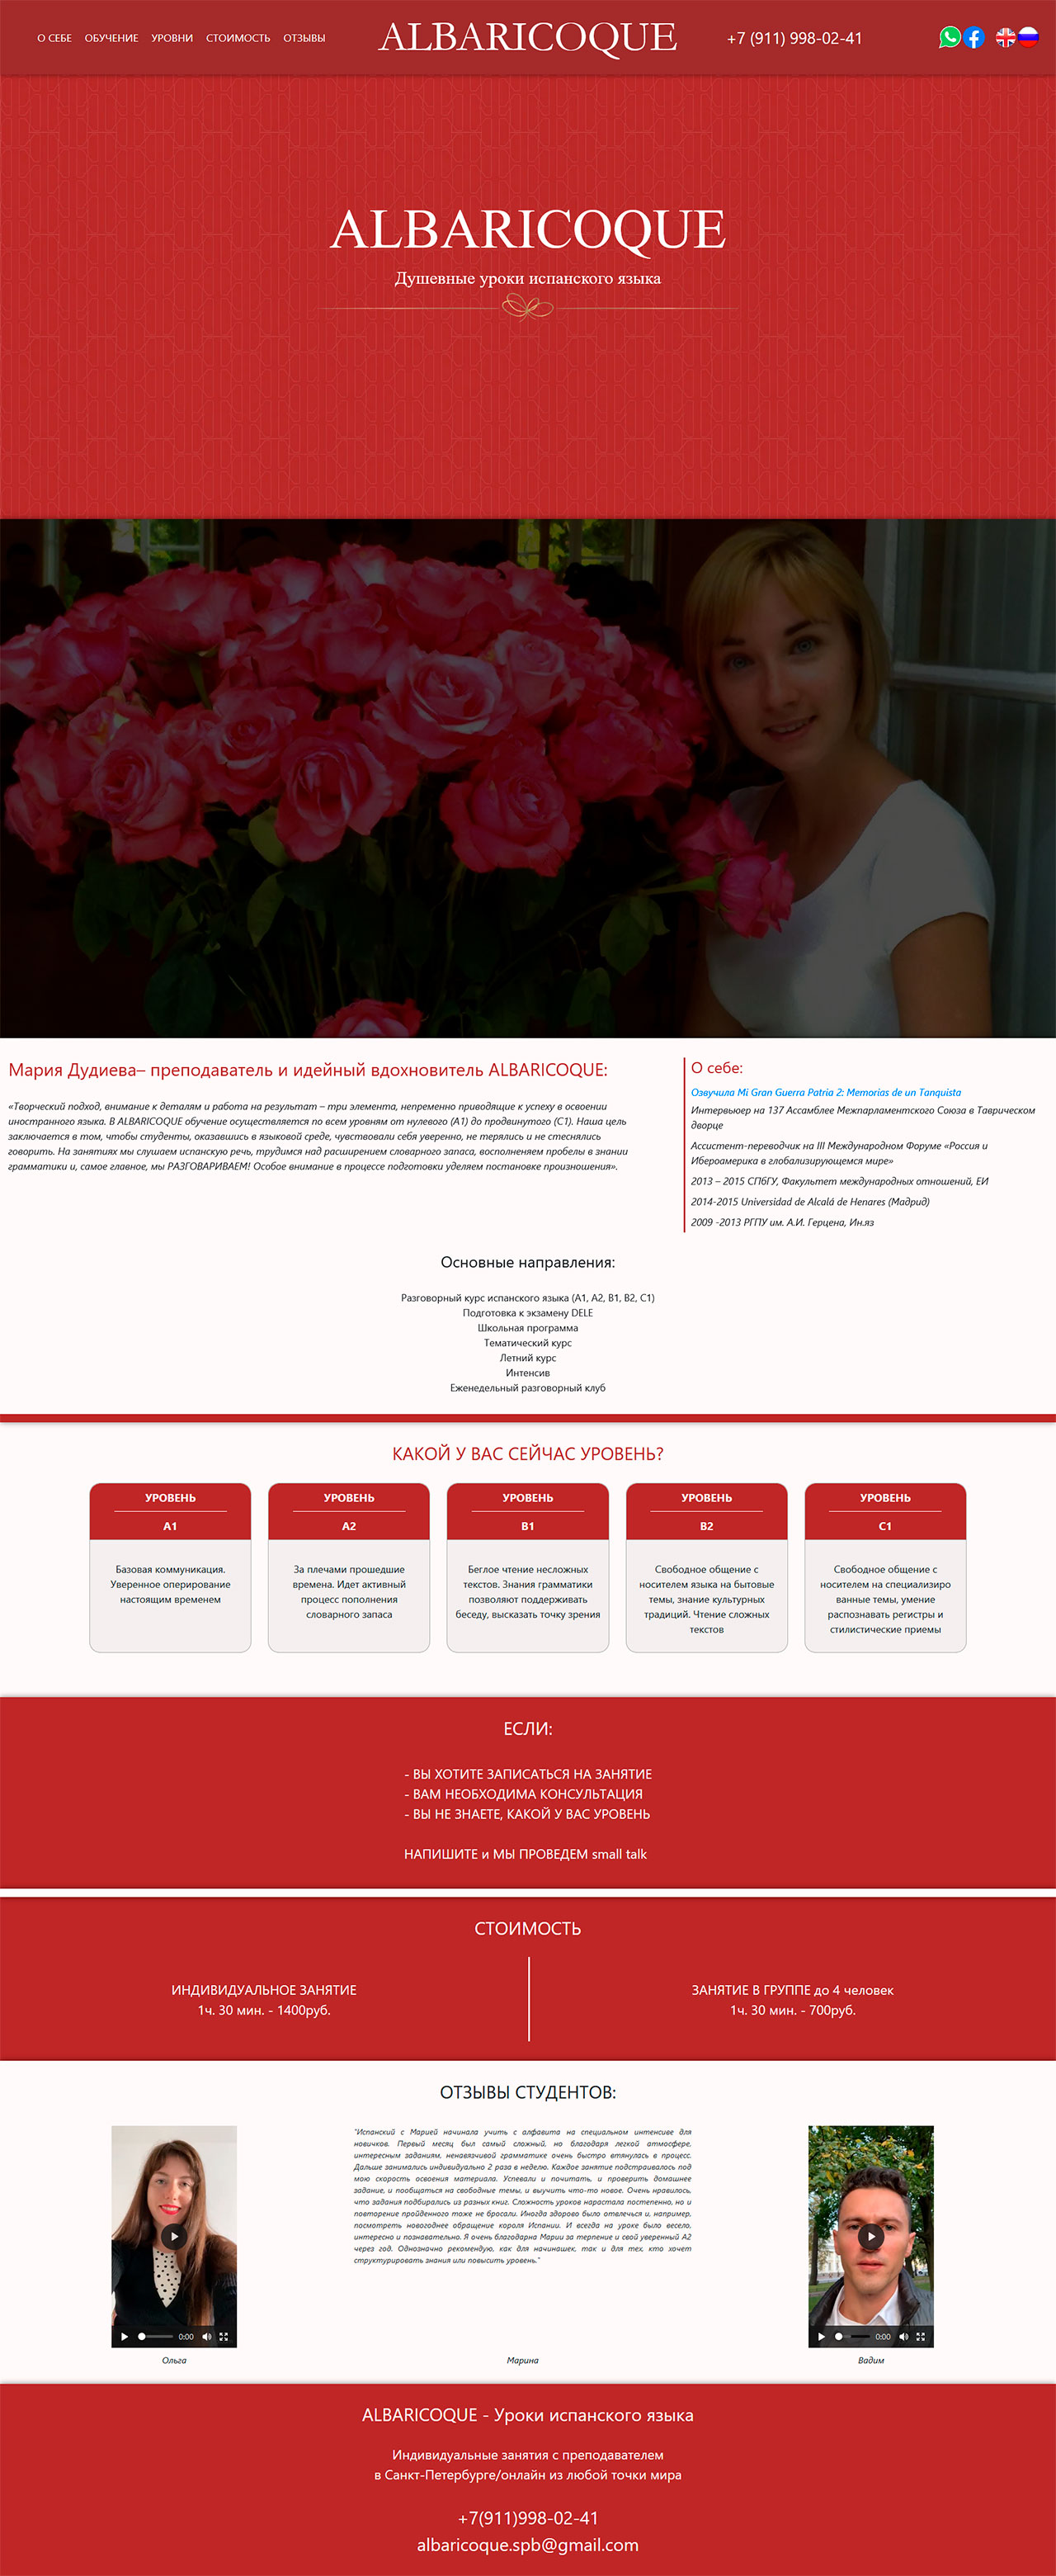 О СЕБЕ ОБУЧЕНИЕ УРОВНИ СТОИМОСТЬ ОТЗЫВЫ
ALBARICOQUE
+7 (911) 998-02-41
ALBARICOQUE
Душевные уроки испанского языка
Мария Дудиева– преподаватель и идейный вдохновитель ALBARICOQUE:
«Творческий подход, внимание к деталям и работа на результат – три элемента, непременно приводящие к успеху в освоении
иностранного языка. В ALBARICOQUE обучение осуществляется по всем уровням от нулевого (А1) до продвинутого (С1). Наша цель
заключается в том, чтобы студенты, оказавшись в языковой среде, чувствовали себя уверенно, не терялись и не стеснялись
говорить. На занятиях мы слушаем испанскую речь, трудимся над расширением словарного запаса, восполняем пробелы в знании
грамматики и, самое главное, мы РАЗГОВАРИВАЕМ! Особое внимание в процессе подготовки уделяем постановке произношения».
О себе:
Озвучила Mi Gran Guerra Patria 2: Memorias de un Tanquista
Интервьюер на 137 Ассамблее Межпарламентского Союза в Таврическом
дворце
Ассистент-переводчик на III Международном Форуме «Россия и
Ибероамерика в глобализирующемся мире»
2013 – 2015 СПбГУ, Факультет международных отношений, ЕИ
2014-2015 Universidad de Alcalá de Henares (Мадрид)
2009 -2013 РГПУ им. А.И. Герцена, Ин.яз
Основные направления:
Разговорный курс испанского языка (А1, А2, В1, В2, С1)
Подготовка к экзамену DELE
Школьная программа
Тематический курс
Летний курс
Интенсив
Еженедельный разговорный клуб
КАКОЙ У ВАС СЕЙЧАС УРОВЕНЬ?
УРОВЕНЬ
А1
Базовая коммуникация.
Уверенное оперирование
настоящим временем
УРОВЕНЬ
А2
За плечами прошедшие
времена. Идет активный
процесс пополнения
словарного запаса
УРОВЕНЬ
В1
Беглое чтение несложных
текстов. Знания грамматики
позволяют поддерживать
беседу, высказать точку зрения
УРОВЕНЬ
В2
Свободное общение с
носителем языка на бытовые
темы, знание культурных
традиций. Чтение сложных
текстов
УРОВЕНЬ
С1
Свободное общение с
носителем на специализиро
ванные темы, умение
распознавать регистры и
стилистические приемы
ЕСЛИ:
- ВЫ ХОТИТЕ ЗАПИСАТЬСЯ НА ЗАНЯТИЕ
- ВАМ НЕОБХОДИМА КОНСУЛЬТАЦИЯ
- ВЫ НЕ ЗНАЕТЕ, КАКОЙ У ВАС УРОВЕНЬ
НАПИШИТЕ и МЫ ПРОВЕДЕМ small talk
СТОИМОСТЬ
ИНДИВИДУАЛЬНОЕ ЗАНЯТИЕ
1ч. 30 мин. - 1400руб.
ЗАНЯТИЕ В ГРУППЕ до 4 человек
1ч. 30 мин. - 700руб.
ОТЗЫВЫ СТУДЕНТОВ:
0:00
Ольга
"Испанский с Марией начинала учить с алфавита на специальном интенсиве для
новичков. Первый месяц был самый сложный, но благодаря легкой атмосфере,
интересным заданиям, ненавязчивой грамматике очень быстро втянулась в процесс.
Дальше занимались индивидуально 2 раза в неделю. Каждое занятие подстраивалось под
мою скорость освоения материала. Успевали и почитать, и проверить домашнее
задание, и пообщаться на свободные темы, и выучить что-то новое. Очень нравилось,
что задания подбирались из разных книг. Сложность уроков нарастала постепенно, но и
повторение пройденного тоже не бросали. Иногда здорово было отвлечься и, например,
посмотреть новогоднее обращение короля Испании. И всегда на уроке было весело,
интересно и познавательно. Я очень благодарна Марии за терпение и свой уверенный А2
через год. Однозначно рекомендую, как для начинашек, так и для тех, кто хочет
структурировать знания или повысить уровень."
Марина
0:00
Вадим
ALBARICOQUE - Уроки испанского языка
Индивидуальные занятия с преподавателем
в Санкт-Петербурге/онлайн из любой точки мира
+7(911)998-02-41
albaricoque.spb@gmail.com